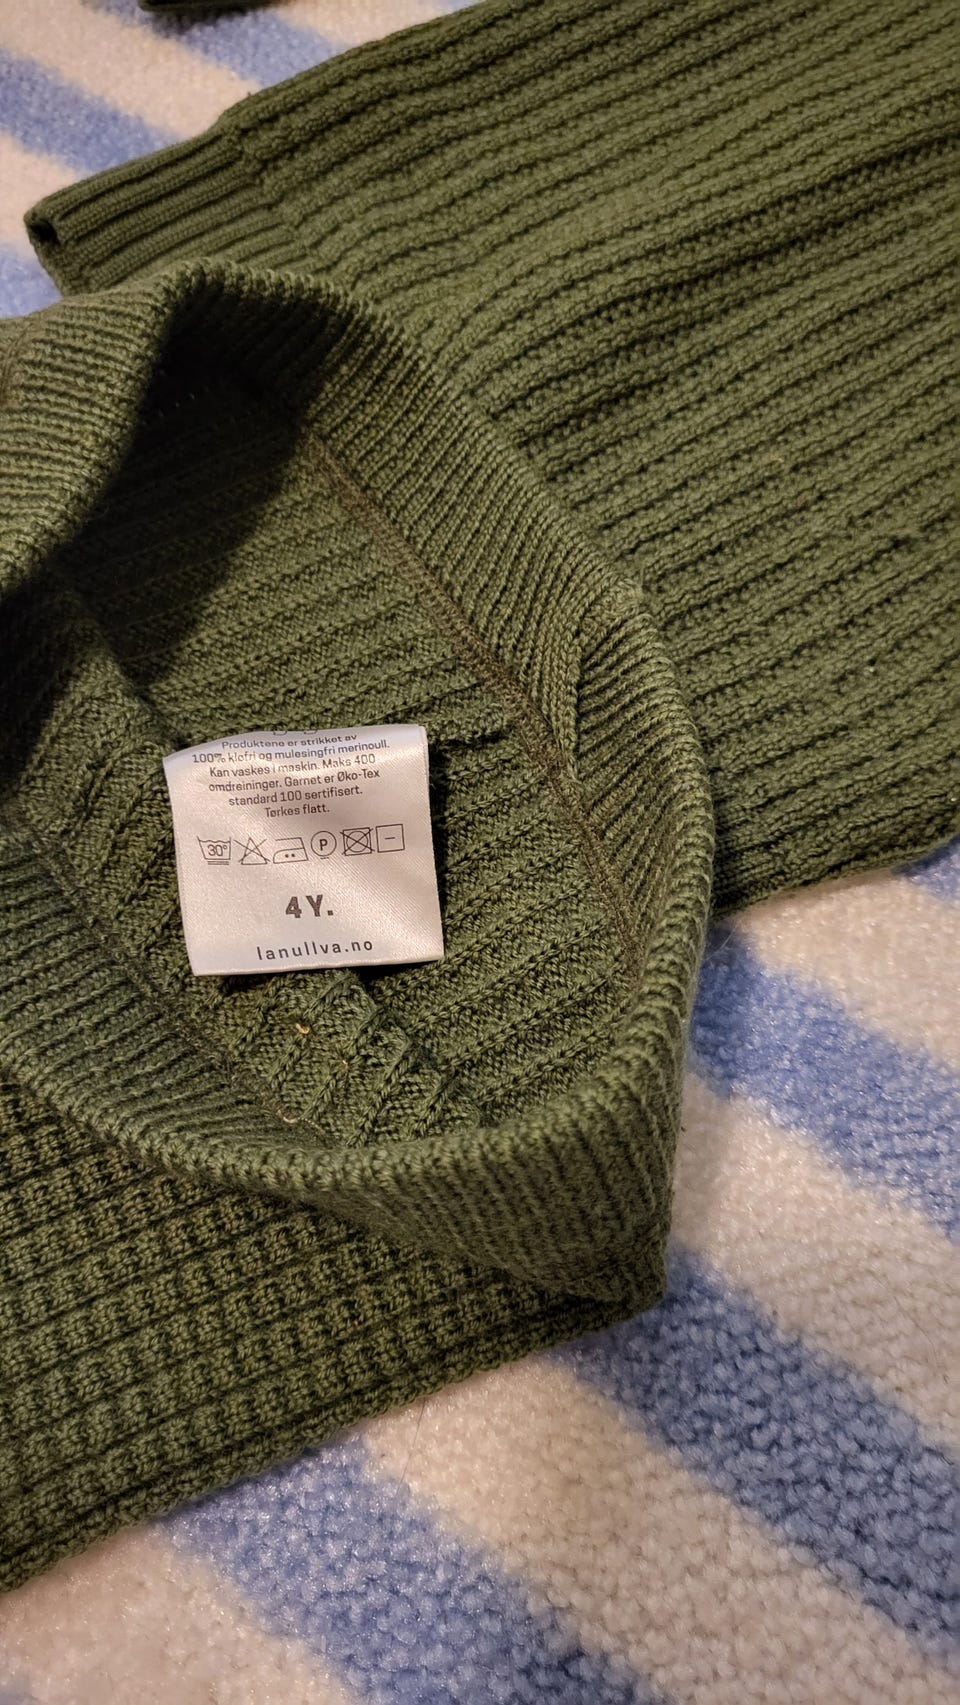 Produktene er strikket av
100% klofri og mulesingfri merinoull.
Kan vaskes i maskin. Maks 400
omdreininger. Garnet er Øko-Tex
standard 100 sertifisert.
Tørkes flatt.
30° P
4Y.
lanullva.no